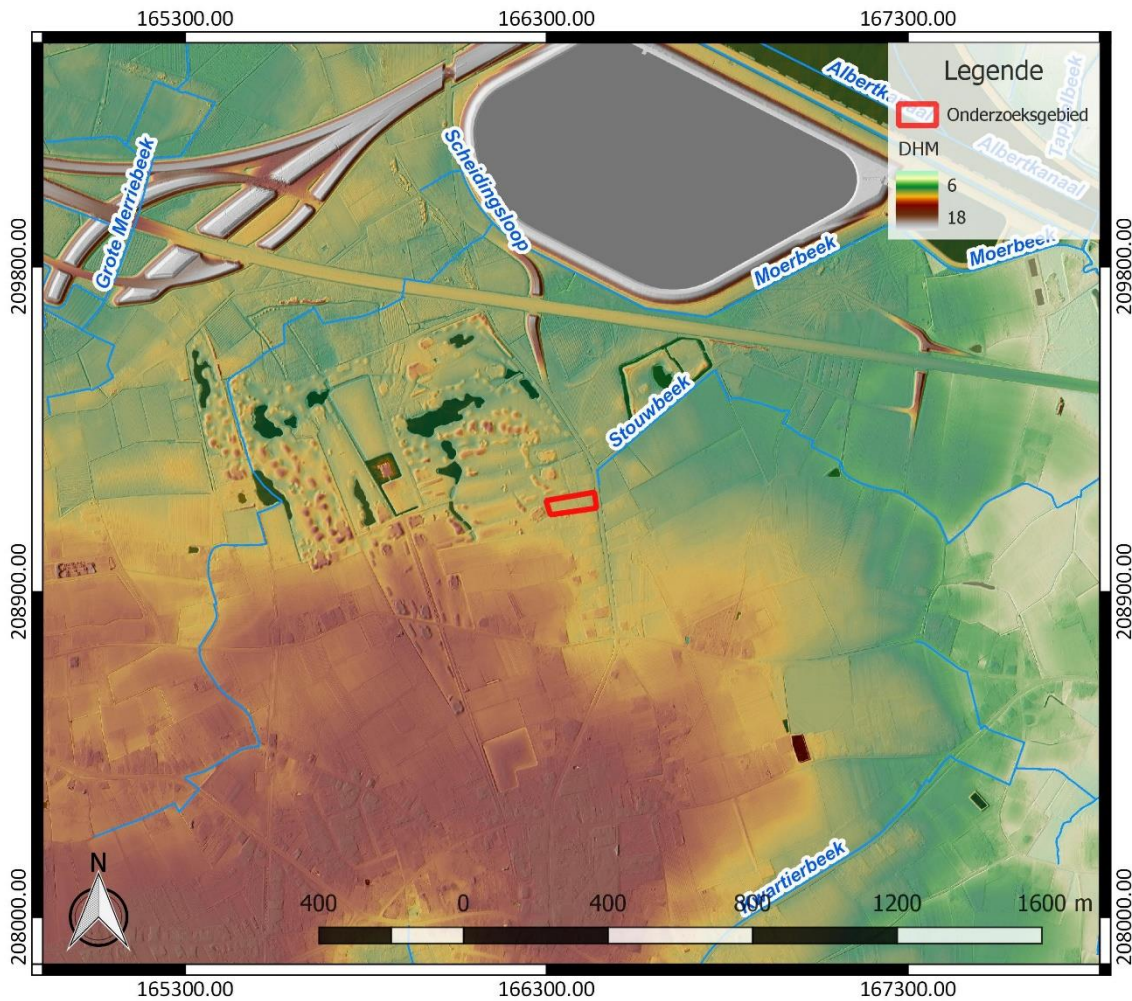 165300.00 166300.00 167300.00
Legende
Onderzoeksgebied
DHM
6
18
Albertkanaal
Albertkanaal
Tappelbeek
Scheidingsloop
Grote Merriebeek
Moerbeek
Moerbeek
209800.00 209800.00
Stouwbeek
208900.00 208900.00
N
400 0 400 800 1200 1600 m
208000.00 208000.00
165300.00 166300.00 167300.00